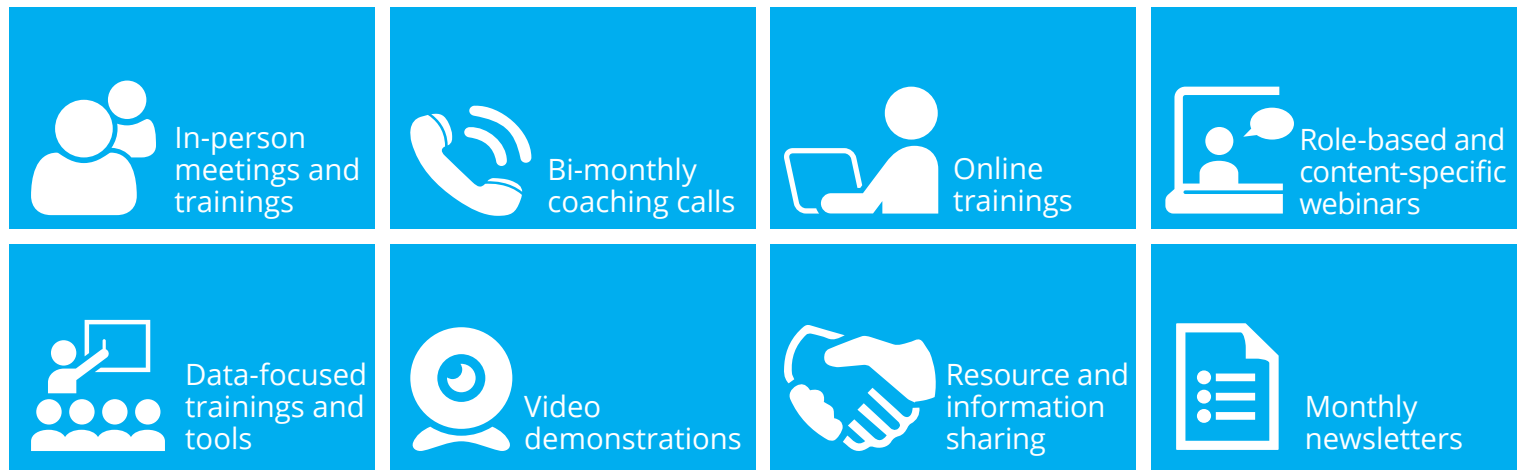 In-person
meetings and
trainings
Bi-monthly
coaching calls
Online
trainings
Role-based and
content-specific
webinars
Data-focused
trainings and
tools
Video
demonstrations
Resource and
information
sharing
Monthly
newsletters